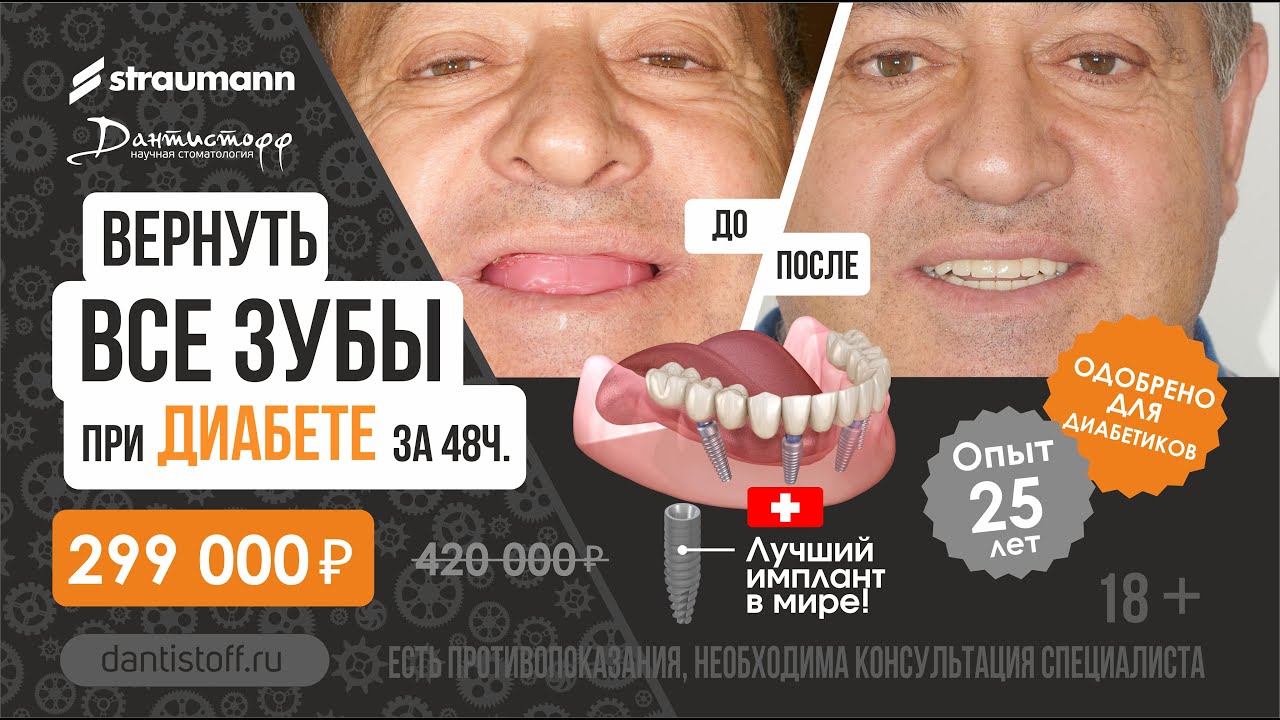 straumann
Дантистофф
научная стоматология
ВЕРНУТЬ
ВСЕ ЗУБЫ
ПРИ ДИАБЕТЕ ЗА 48Ч.
299 000 ₽
420 000 ₽
dantistoff.ru
ДО
ПОСЛЕ
ОДОБРЕНО
ДЛЯ
ДИАБЕТИКОВ
Опыт
25
лет
Лучший
имплант
в мире!
18 +
ЕСТЬ ПРОТИВОПОКАЗАНИЯ, НЕОБХОДИМА КОНСУЛЬТАЦИЯ СПЕЦИАЛИСТА